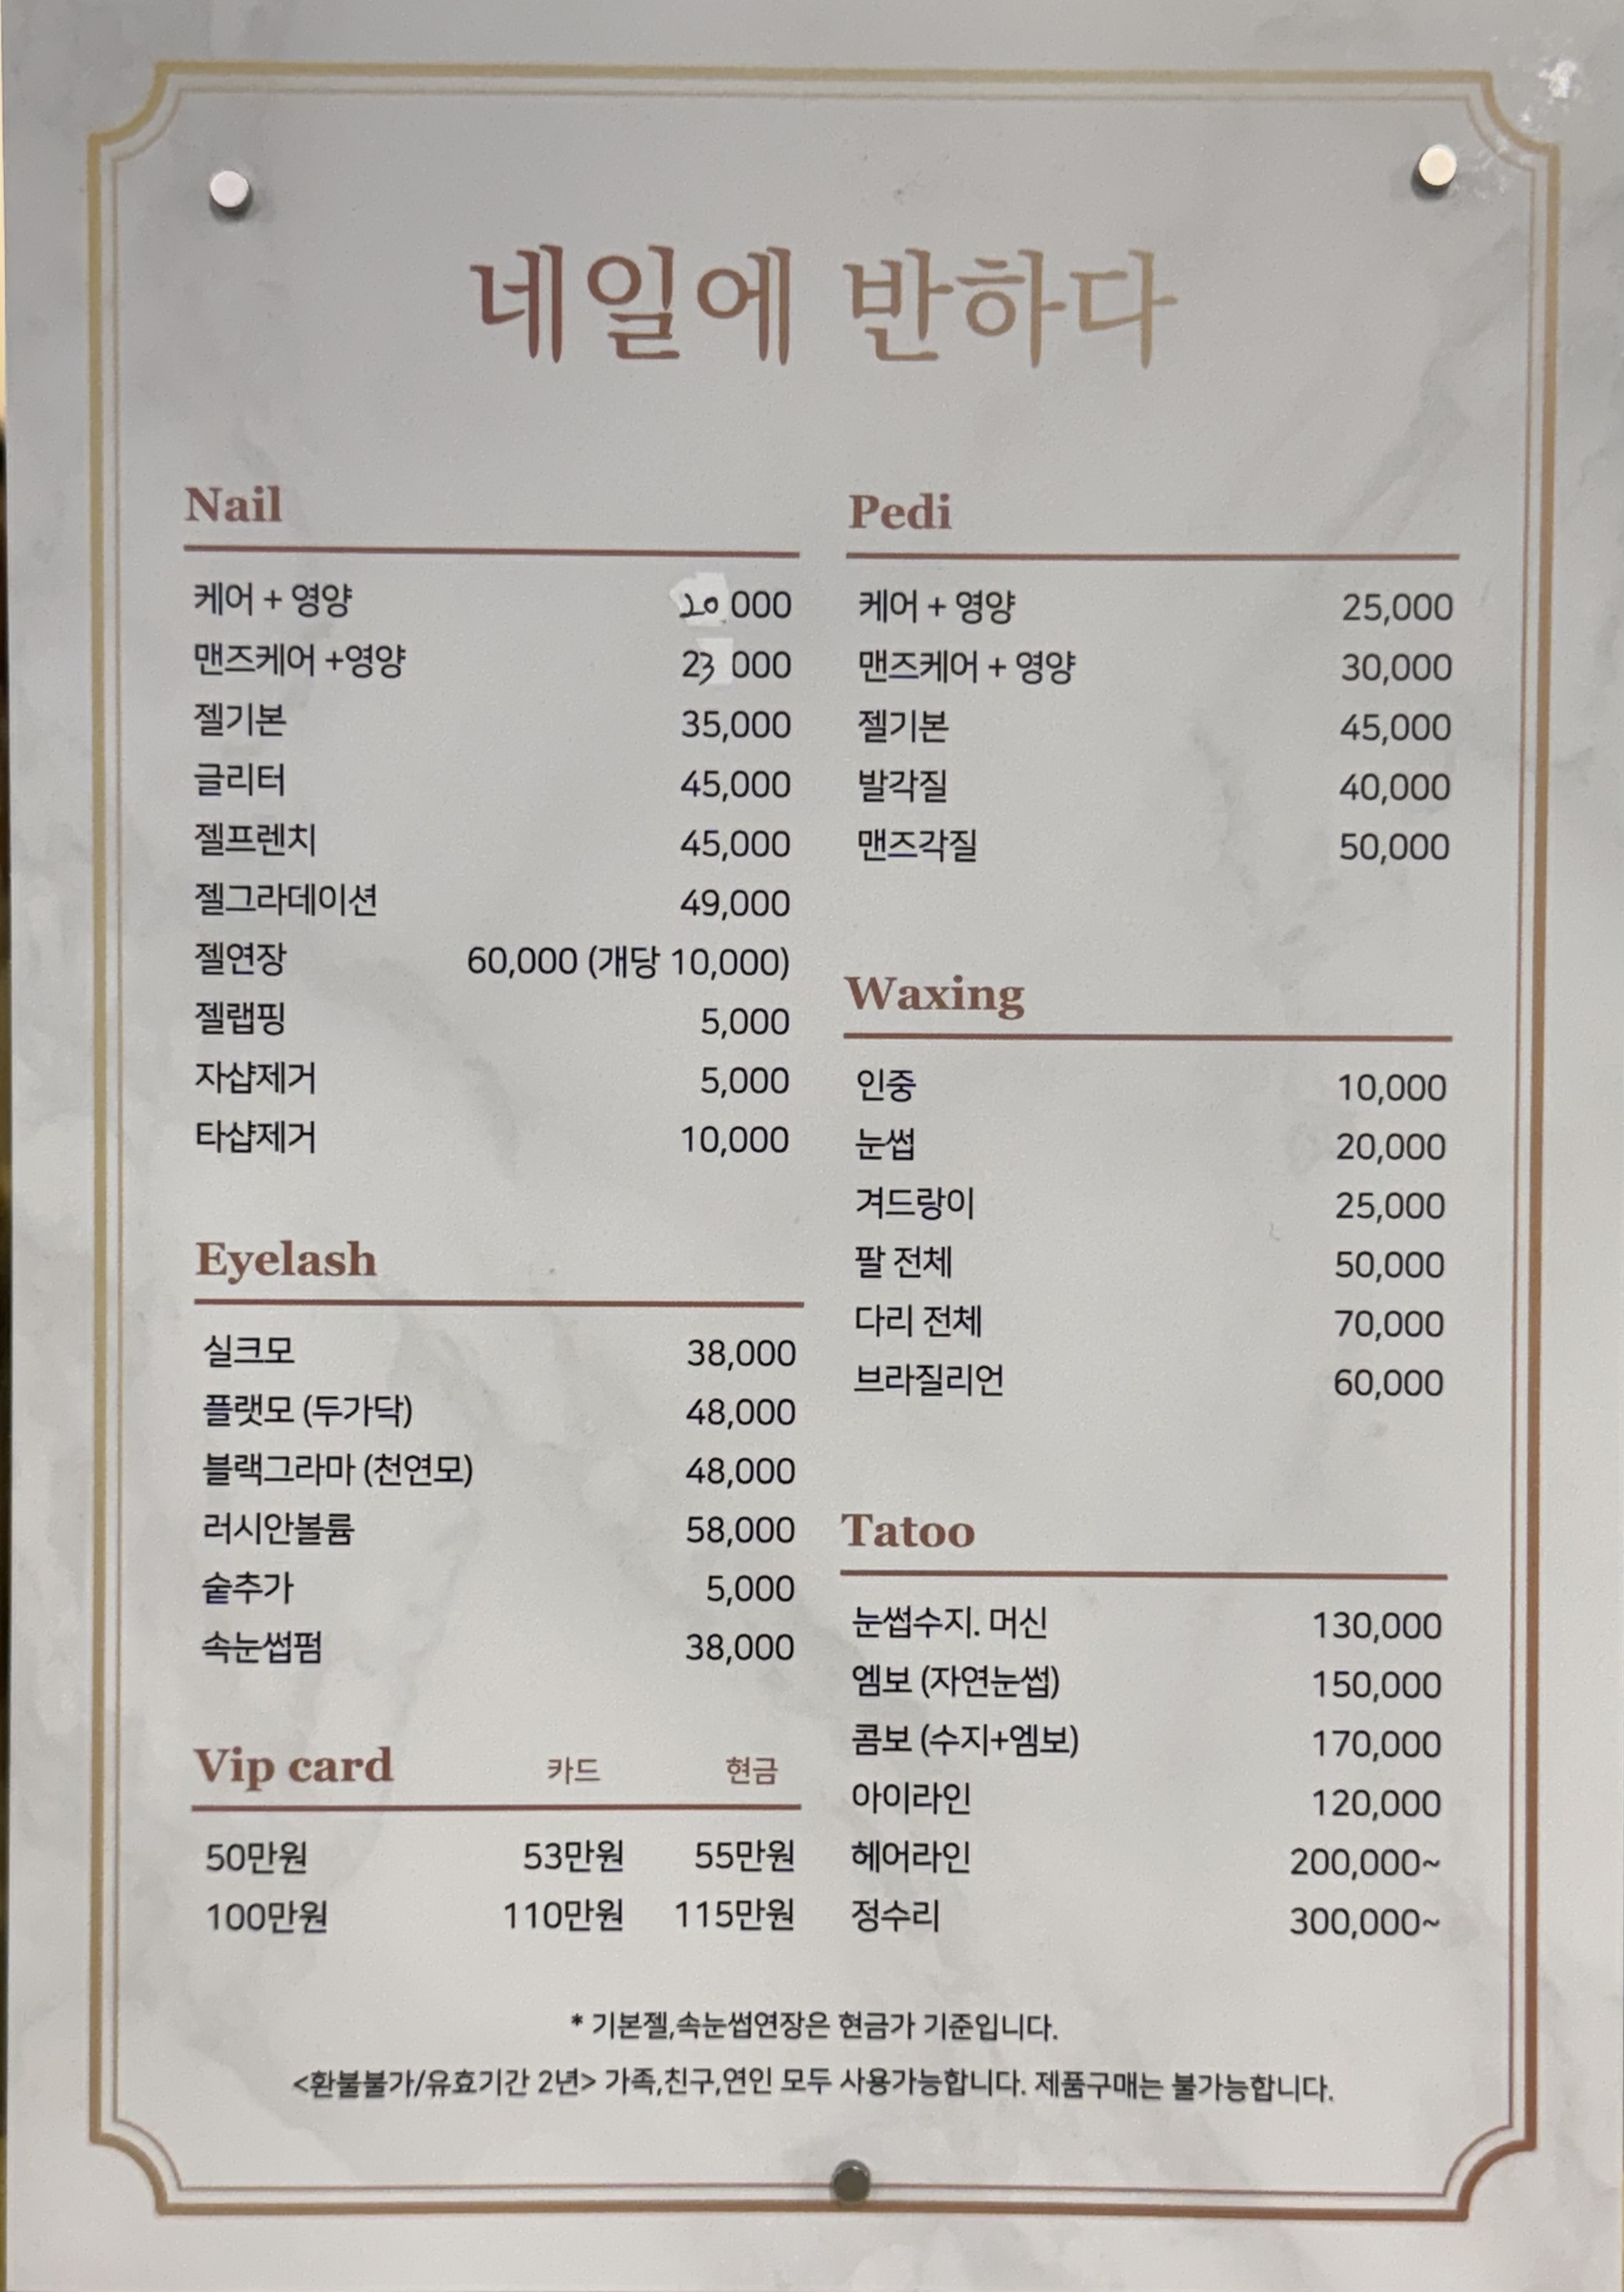 네일에 반하다
Nail
케어 + 영양 20 000
맨즈케어 +영양 23 000
젤기본 35,000
글리터 45,000
젤프렌치 45,000
젤그라데이션 49,000
젤연장 60,000 (개당 10,000)
젤랩핑 5,000
자샵제거 5,000
타샵제거 10,000
Eyelash
실크모 38,000
플랫모 (두가닥) 48,000
블랙그라마 (천연모) 48,000
러시안볼륨 58,000
숱추가 5,000
속눈썹펌 38,000
Vip card 카드 현금
50만원 53만원 55만원
100만원 110만원 115만원
Pedi
케어 + 영양 25,000
맨즈케어 + 영양 30,000
젤기본 45,000
발각질 40,000
맨즈각질 50,000
Waxing
인중 10,000
눈썹 20,000
겨드랑이 25,000
팔 전체 50,000
다리 전체 70,000
브라질리언 60,000
Tatoo
눈썹수지. 머신 130,000
엠보 (자연눈썹) 150,000
콤보 (수지+엠보) 170,000
아이라인 120,000
헤어라인 200,000~
정수리 300,000~
* 기본젤,속눈썹연장은 현금가 기준입니다.
<환불불가/유효기간 2년> 가족,친구,연인 모두 사용가능합니다. 제품구매는 불가능합니다.